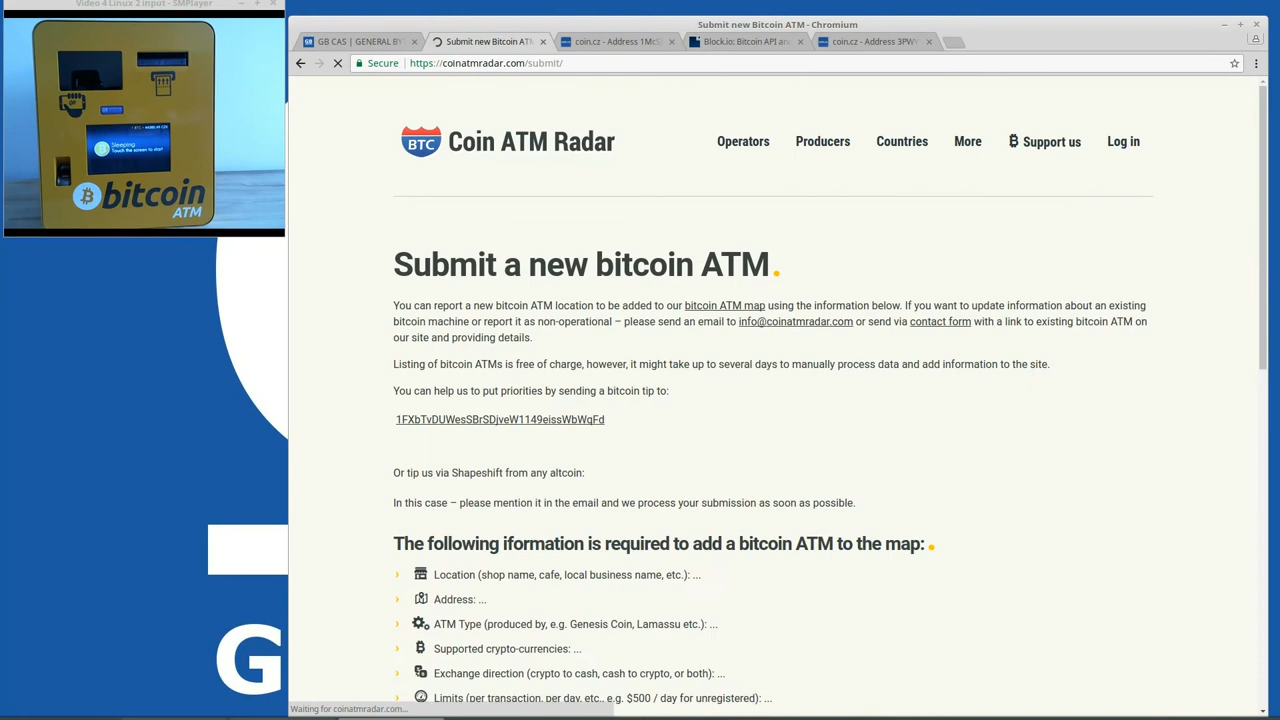 Video 4 Linux 2 input - SMPlayer
Sleeping
Touch the screen to start
bitcoin
ATM
G
Submit new Bitcoin ATM - Chromium
GB CAS | GENERAL BY
Submit new Bitcoin ATM
coin.cz - Address 1McS
Block.io: Bitcoin API and
coin.cz - Address 3PWY
Secure
https://coinatmradar.com/submit/
BTC Coin ATM Radar
Operators Producers Countries More Support us Log in
Submit a new bitcoin ATM.
You can report a new bitcoin ATM location to be added to our bitcoin ATM map using the information below. If you want to update information about an existing
bitcoin machine or report it as non-operational – please send an email to info@coinatmradar.com or send via contact form with a link to existing bitcoin ATM on
our site and providing details.
Listing of bitcoin ATMs is free of charge, however, it might take up to several days to manually process data and add information to the site.
You can help us to put priorities by sending a bitcoin tip to:
1FXbTvDUWesSBrSDjveW1149eissWbWqFd
Or tip us via Shapeshift from any altcoin:
In this case – please mention it in the email and we process your submission as soon as possible.
The following iformation is required to add a bitcoin ATM to the map:.
› Location (shop name, cafe, local business name, etc.): ...
› Address: ...
› ATM Type (produced by, e.g. Genesis Coin, Lamassu etc.): ...
› Supported crypto-currencies: ...
› Exchange direction (crypto to cash, cash to crypto, or both): ...
› Limits (per transaction, per day, etc., e.g. $500 / day for unregistered): ...
Waiting for coinatmradar.com...